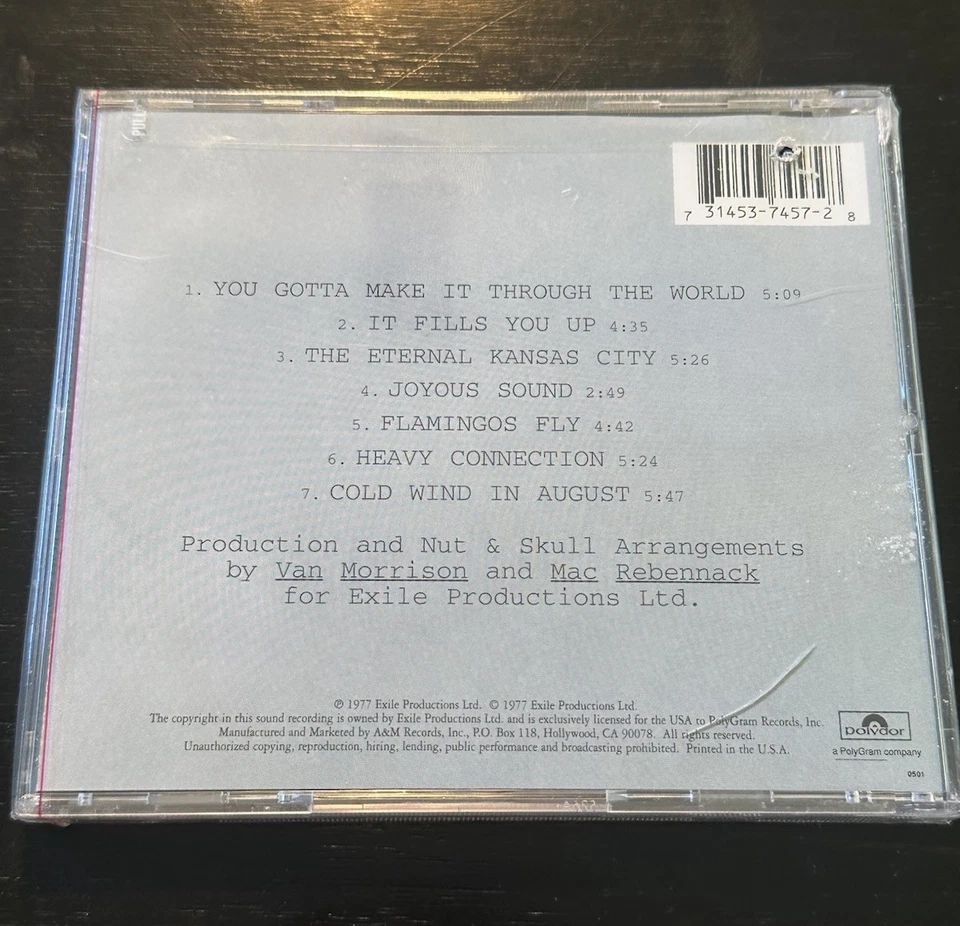 PULL
7 31453-7457-2 8
1. YOU GOTTA MAKE IT THROUGH THE WORLD 5:09
2. IT FILLS YOU UP 4:35
3. THE ETERNAL KANSAS CITY 5:26
4. JOYOUS SOUND 2:49
5. FLAMINGOS FLY 4:42
6. HEAVY CONNECTION 5:24
7. COLD WIND IN AUGUST 5:47
Production and Nut & Skull Arrangements
by Van Morrison and Mac Rebennack
for Exile Productions Ltd.
℗ 1977 Exile Productions Ltd. © 1977 Exile Productions Ltd.
The copyright in this sound recording is owned by Exile Productions Ltd. and is exclusively licensed for the USA to PolyGram Records, Inc.
Manufactured and Marketed by A&M Records, Inc., P.O. Box 118, Hollywood, CA 90078. All rights reserved.
Unauthorized copying, reproduction, hiring, lending, public performance and broadcasting prohibited. Printed in the U.S.A.
polydor
a PolyGram company
0501